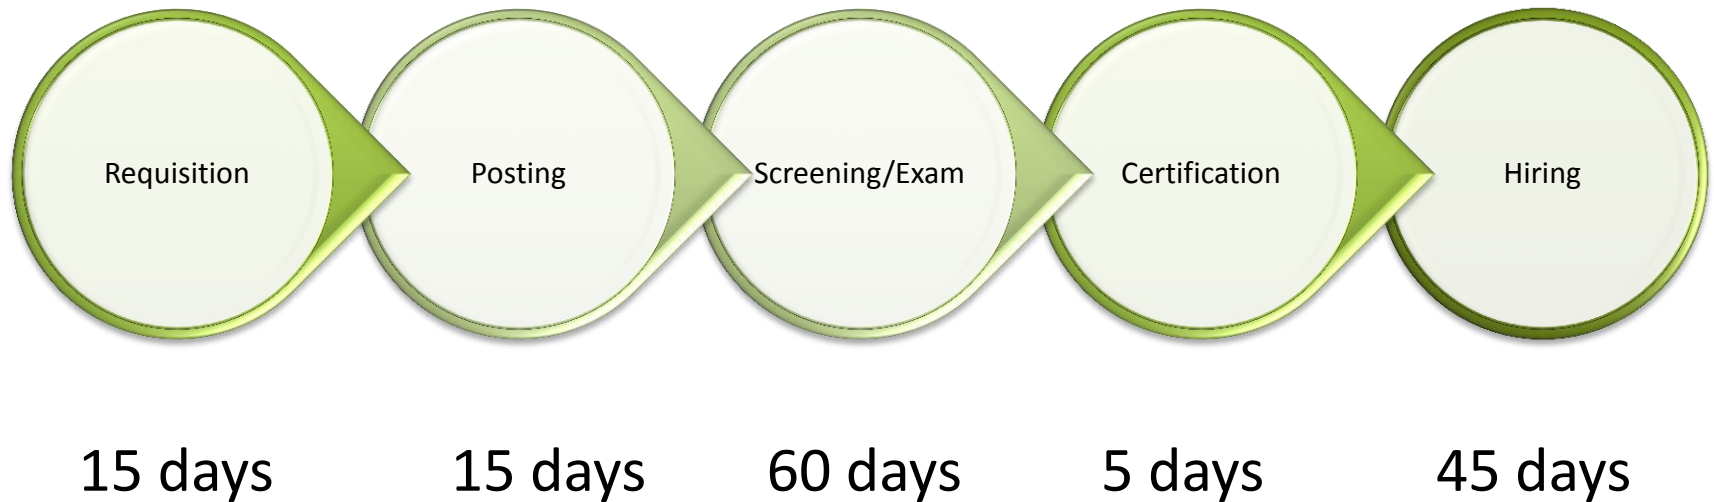 Requisition
Posting
Screening/Exam
Certification
Hiring
15 days
15 days
60 days
5 days
45 days